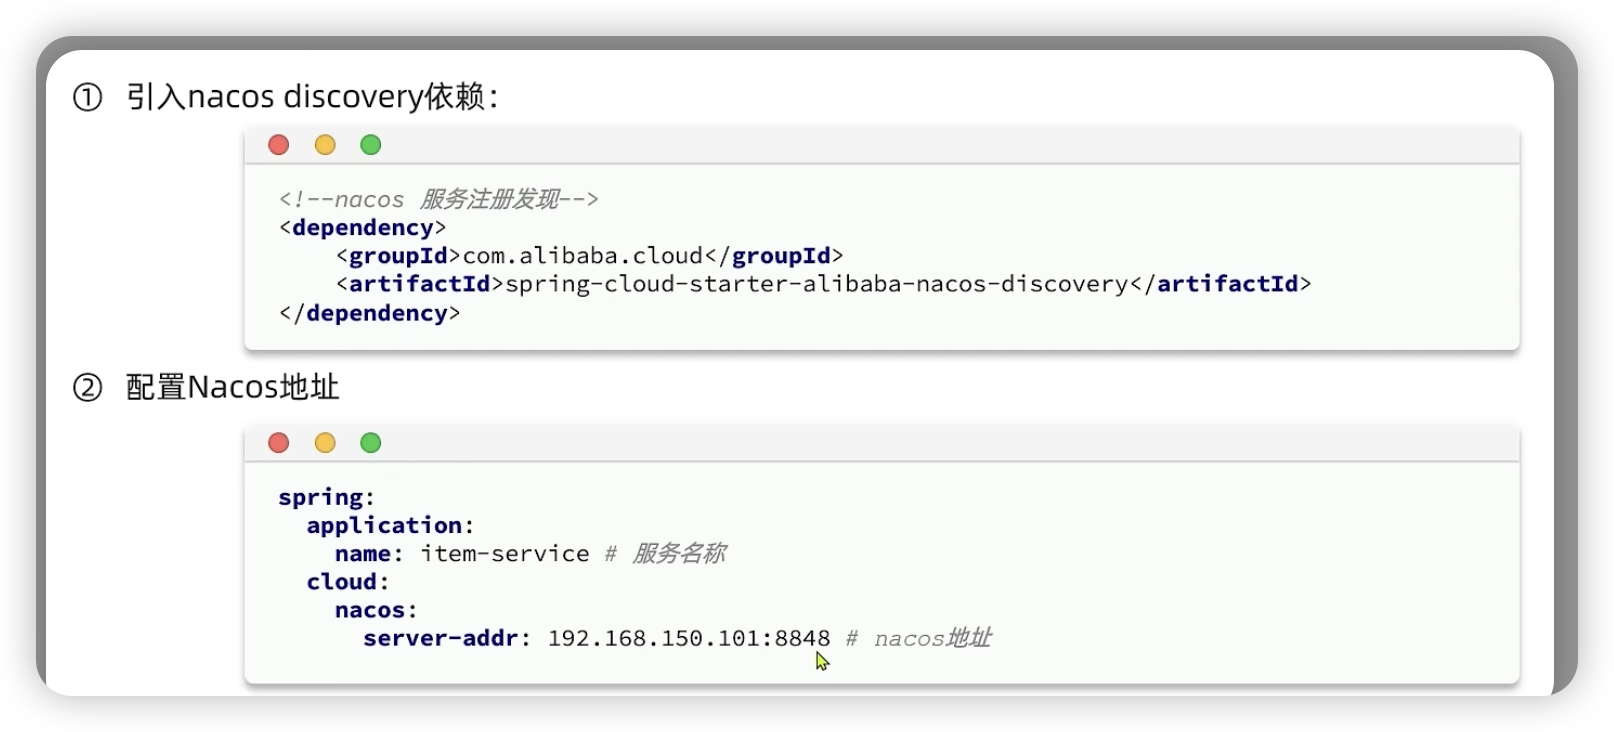 ① 引入nacos discovery依赖：
<!--nacos 服务注册发现-->
<dependency>
    <groupId>com.alibaba.cloud</groupId>
    <artifactId>spring-cloud-starter-alibaba-nacos-discovery</artifactId>
</dependency>
② 配置Nacos地址
spring:
  application:
    name: item-service # 服务名称
  cloud:
    nacos:
      server-addr: 192.168.150.101:8848 # nacos地址